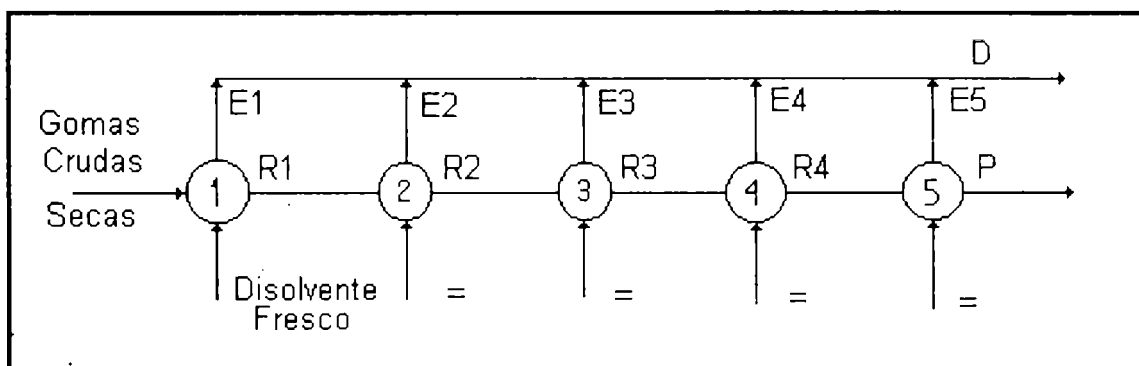 D
E1 E2 E3 E4 E5
Gomas
Crudas
Secas
1 R1 2 R2 3 R3 4 R4 5 P
Disolvente
Fresco
= = = =